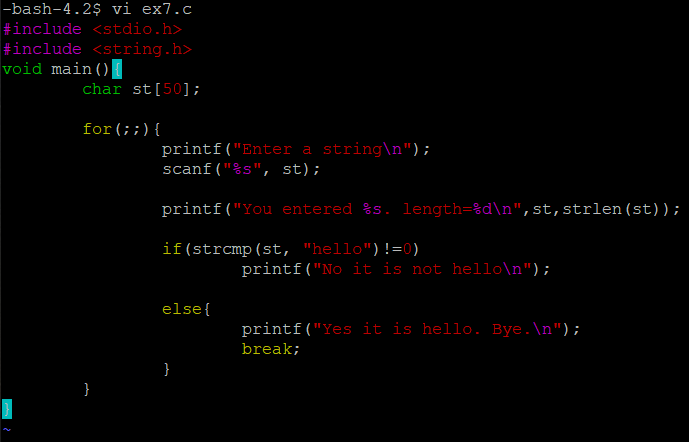 -bash-4.2$ vi ex7.c
#include <stdio.h>
#include <string.h>
void main(){
        char st[50];
        for(;;){
                printf("Enter a string\n");
                scanf("%s", st);
                printf("You entered %s. length=%d\n",st,strlen(st));
                if(strcmp(st, "hello")!=0)
                        printf("No it is not hello\n");
                else{
                        printf("Yes it is hello. Bye.\n");
                        break;
                }
        }
}
~